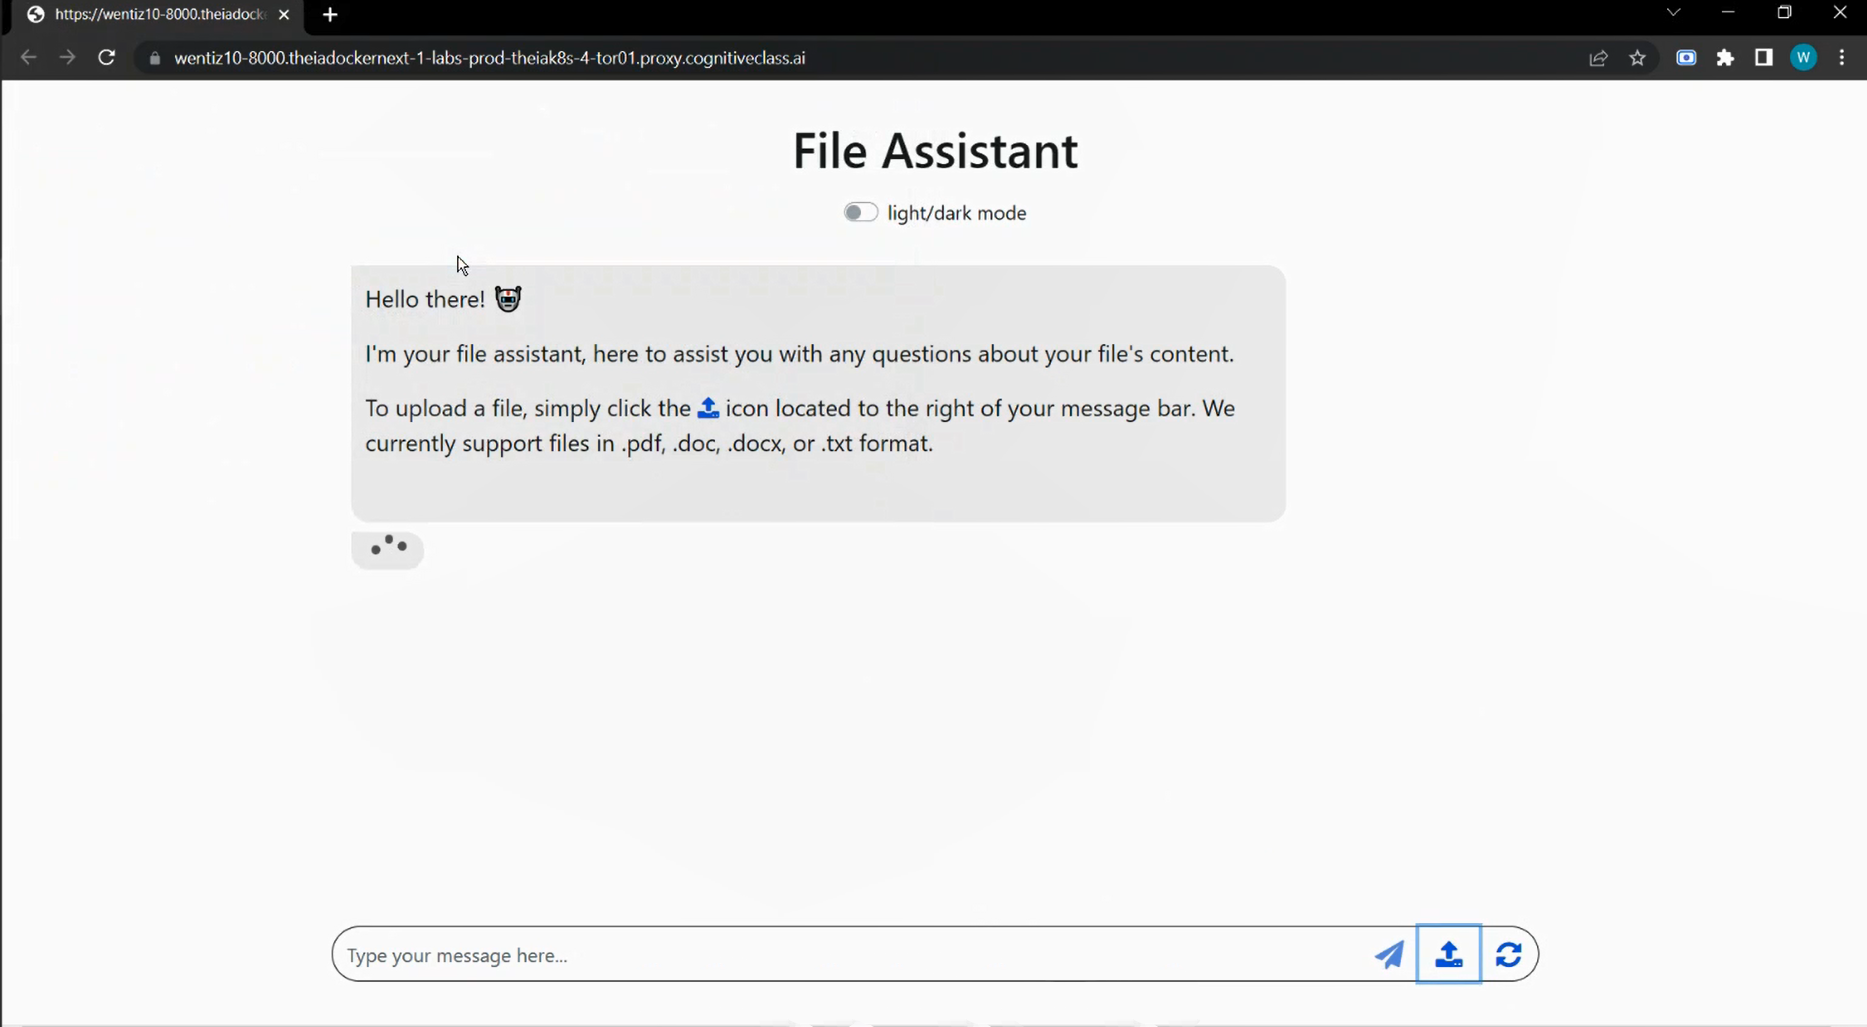 https://wentiz10-8000.theiadock
wentiz10-8000.theiadockernext-1-labs-prod-theiak8s-4-tor01.proxy.cognitiveclass.ai
W
File Assistant
light/dark mode
Hello there!
I'm your file assistant, here to assist you with any questions about your file's content.
To upload a file, simply click the icon located to the right of your message bar. We
currently support files in .pdf, .doc, .docx, or .txt format.
Type your message here...